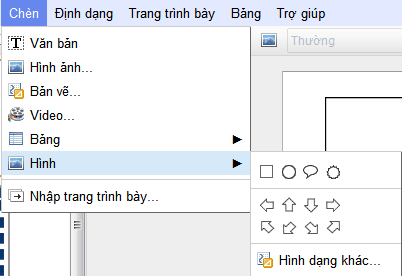 Chèn Định dạng Trang trình bày Bảng Trợ giúp
Văn bản
Thường
Hình ảnh...
Bản vẽ...
Video...
Bảng
Hình
Nhập trang trình bày...
Hình dạng khác...